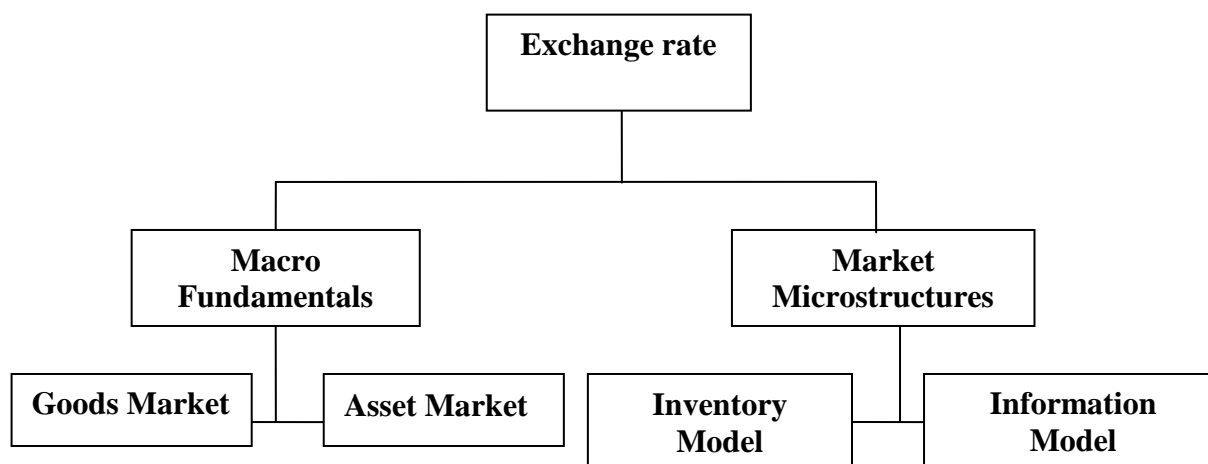 Exchange rate
Macro
Fundamentals
Market
Microstructures
Goods Market
Asset Market
Inventory
Model
Information
Model